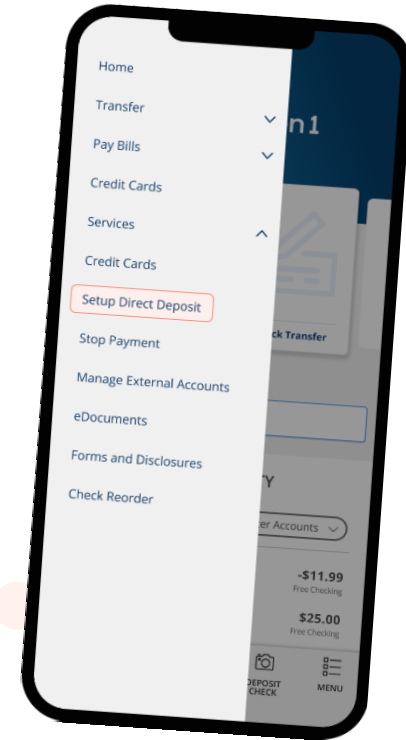 Home
Transfer
Pay Bills
Credit Cards
Services
Credit Cards
Setup Direct Deposit
Stop Payment
Manage External Accounts
eDocuments
Forms and Disclosures
Check Reorder
n1
ck Transfer
TY
er Accounts
-$11.99
Free Checking
$25.00
Free Checking
DEPOSIT
CHECK
MENU